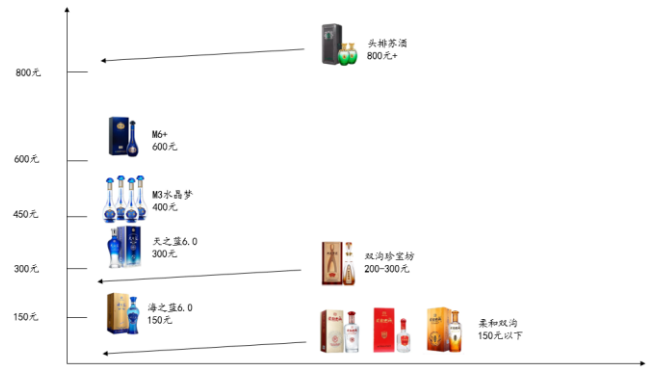 头排苏酒
800元+
800元
M6+
600元
600元
M3水晶梦
400元
450元
天之蓝6.0
300元
双沟珍宝坊
200-300元
300元
海之蓝6.0
150元
150元
柔和双沟
150元以下